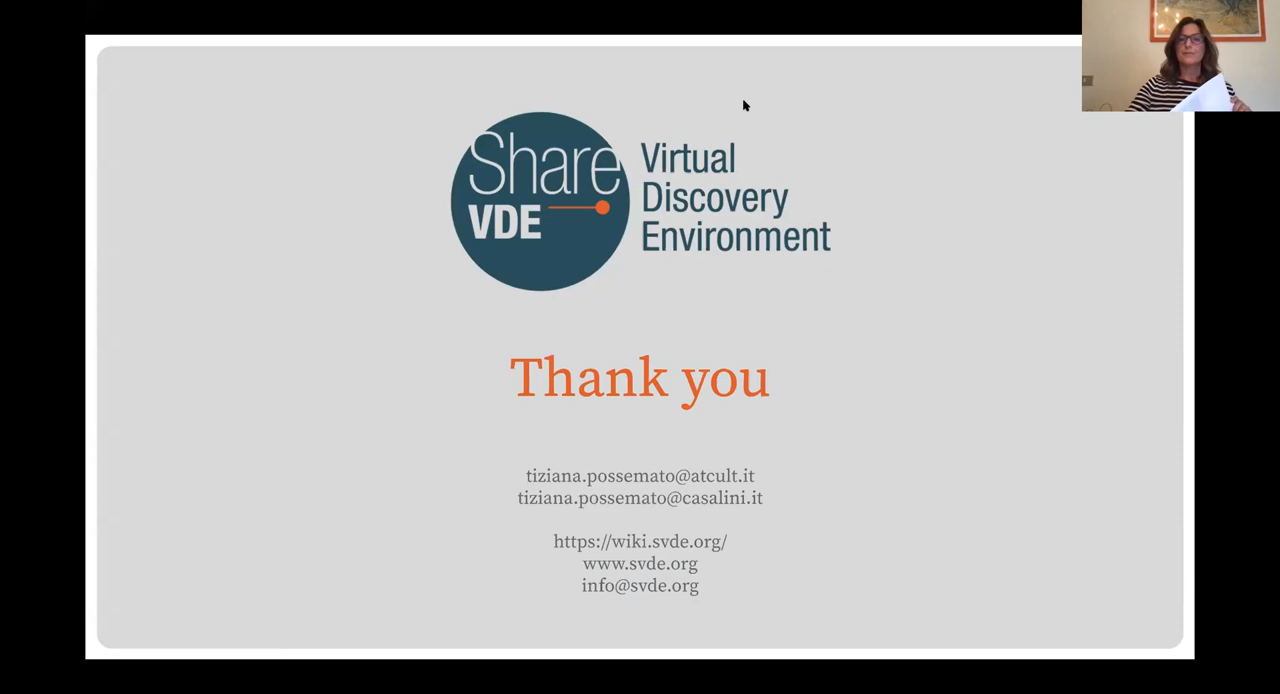 Share
VDE
Virtual
Discovery
Environment
Thank you
tiziana.possemato@atcult.it
tiziana.possemato@casalini.it
https://wiki.svde.org/
www.svde.org
info@svde.org